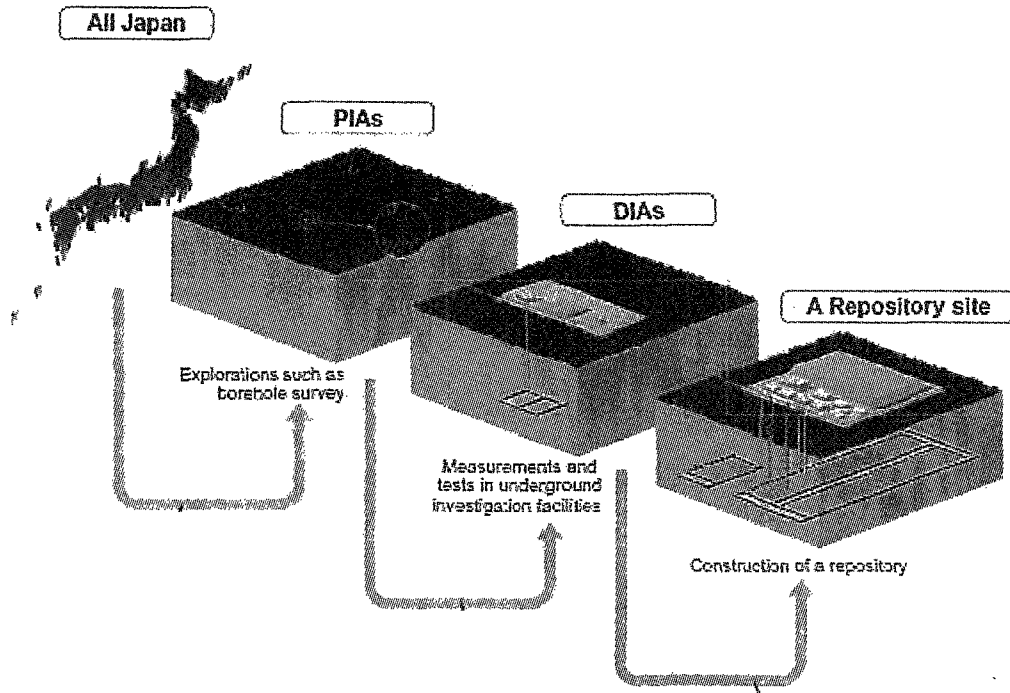 All Japan
PIAs
DIAs
A Repository site
Explorations such as
borehole survey
Measurements and
tests in underground
investigation facilities
Construction of a repository